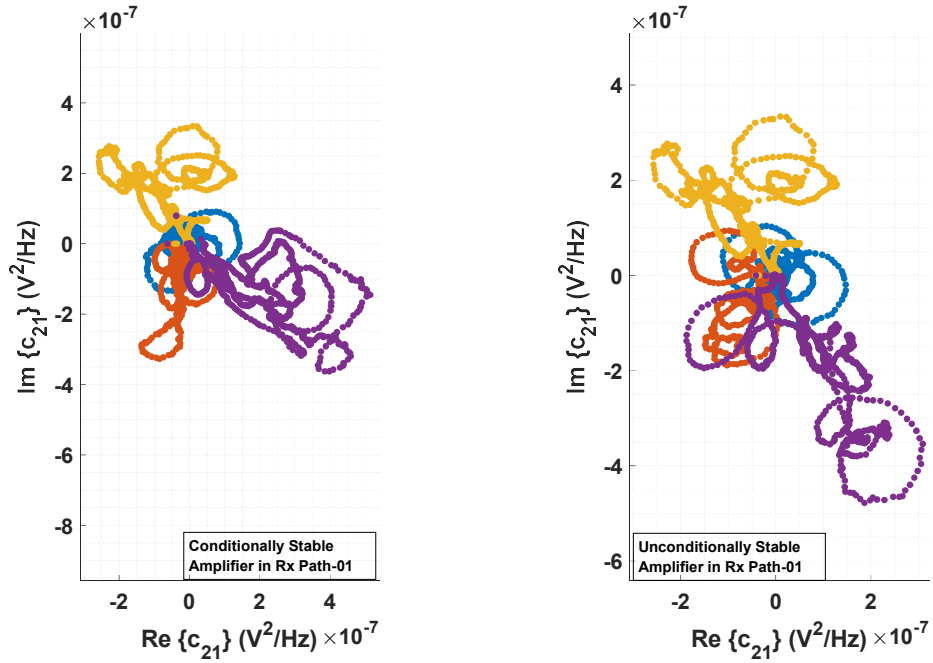 ×10⁻⁷
4
2
0
-2
-4
-6
-8
Im {c₂₁} (V²/Hz)
Conditionally Stable
Amplifier in Rx Path-01
-2 0 2 4
Re {c₂₁} (V²/Hz) ×10⁻⁷
×10⁻⁷
4
2
0
-2
-4
-6
Im {c₂₁} (V²/Hz)
Unconditionally Stable
Amplifier in Rx Path-01
-2 0 2
Re {c₂₁} (V²/Hz) ×10⁻⁷